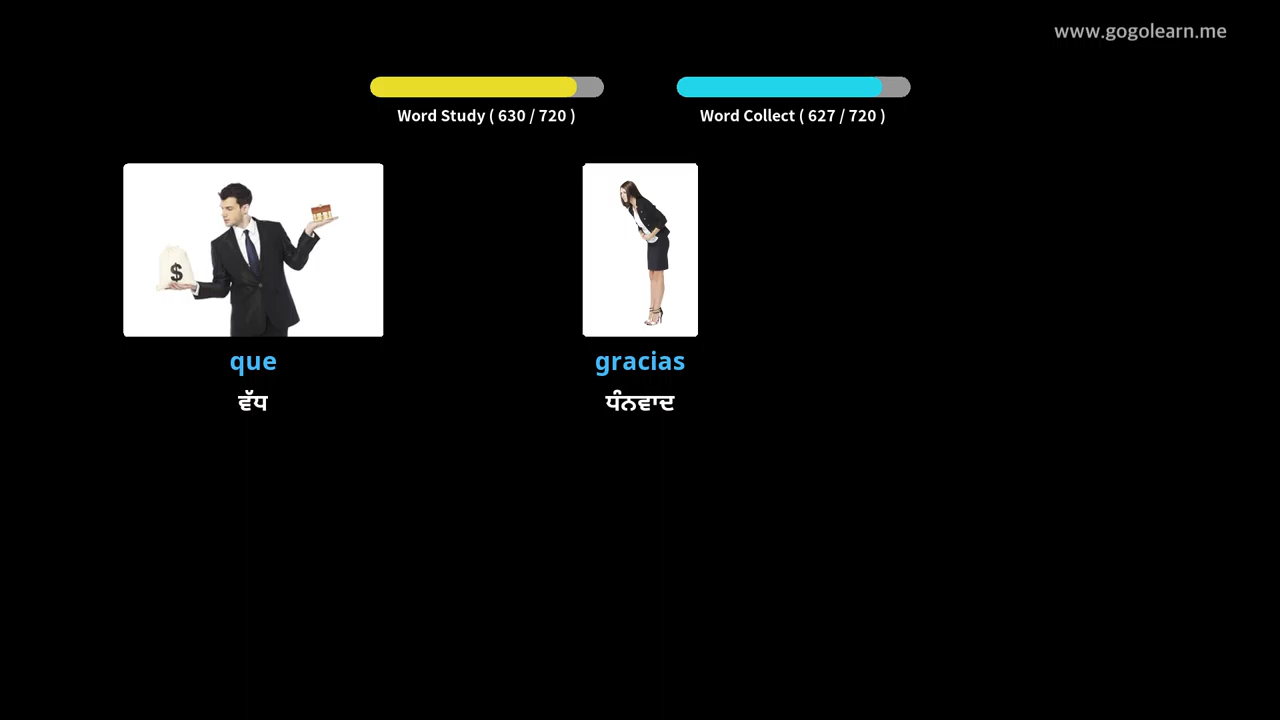 www.gogolearn.me
Word Study ( 630 / 720 )
Word Collect ( 627 / 720 )
$
que
gracias
ਵੱਧ
ਧੰਨਵਾਦ